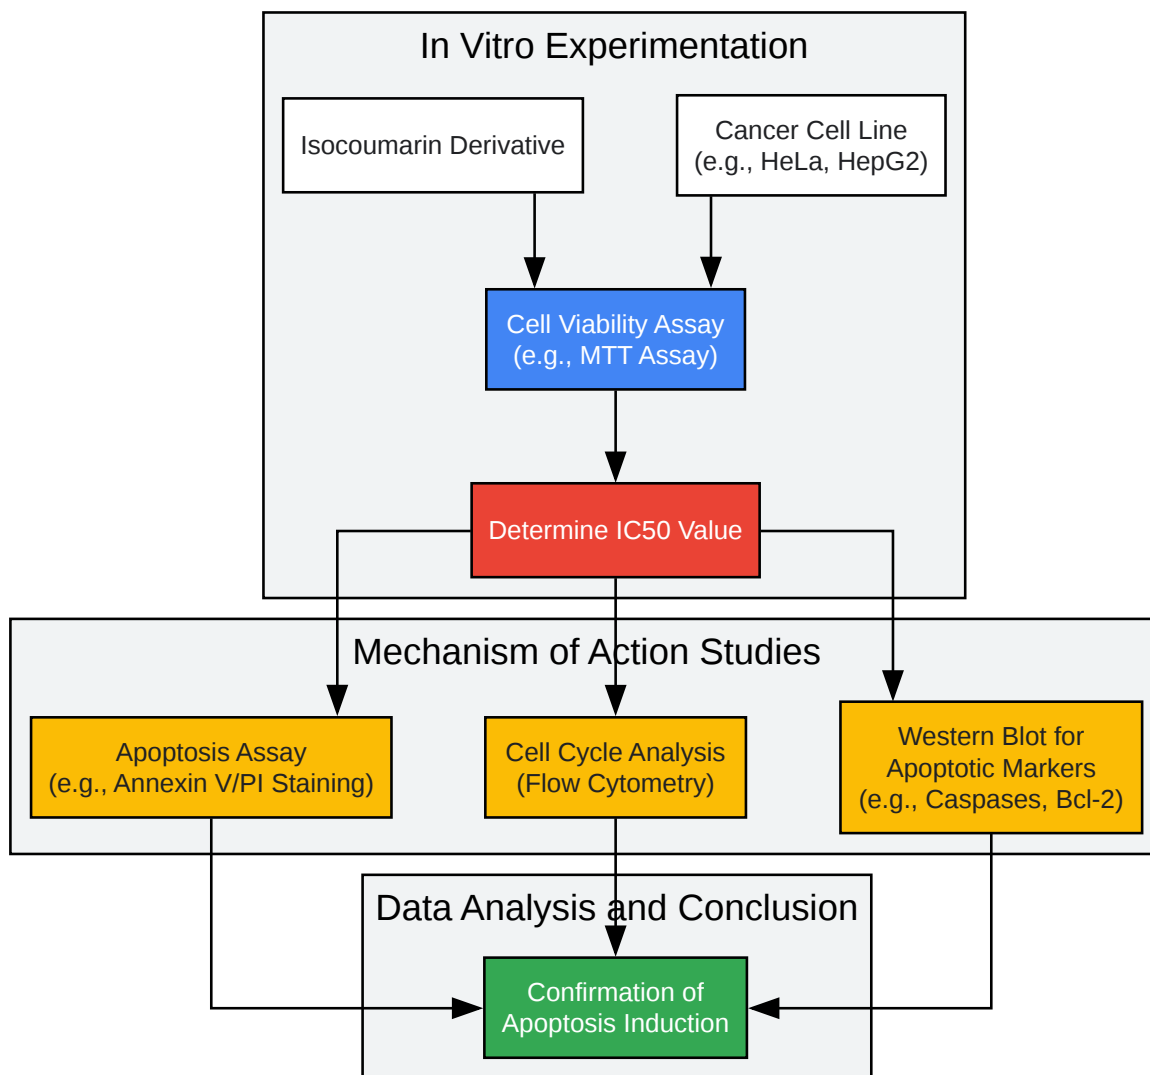 In Vitro Experimentation
Isocoumarin Derivative
Cancer Cell Line
(e.g., HeLa, HepG2)
Cell Viability Assay
(e.g., MTT Assay)
Determine IC50 Value
Mechanism of Action Studies
Apoptosis Assay
(e.g., Annexin V/PI Staining)
Cell Cycle Analysis
(Flow Cytometry)
Western Blot for
Apoptotic Markers
(e.g., Caspases, Bcl-2)
Data Analysis and Conclusion
Confirmation of
Apoptosis Induction